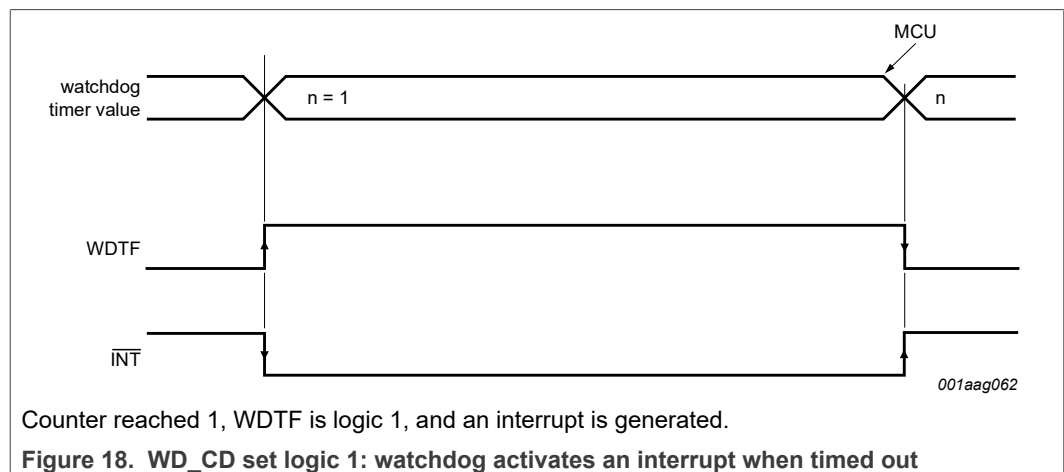 MCU
watchdog
timer value
n = 1
n
WDTF
INT
001aag062
Counter reached 1, WDTF is logic 1, and an interrupt is generated.
Figure 18. WD_CD set logic 1: watchdog activates an interrupt when timed out